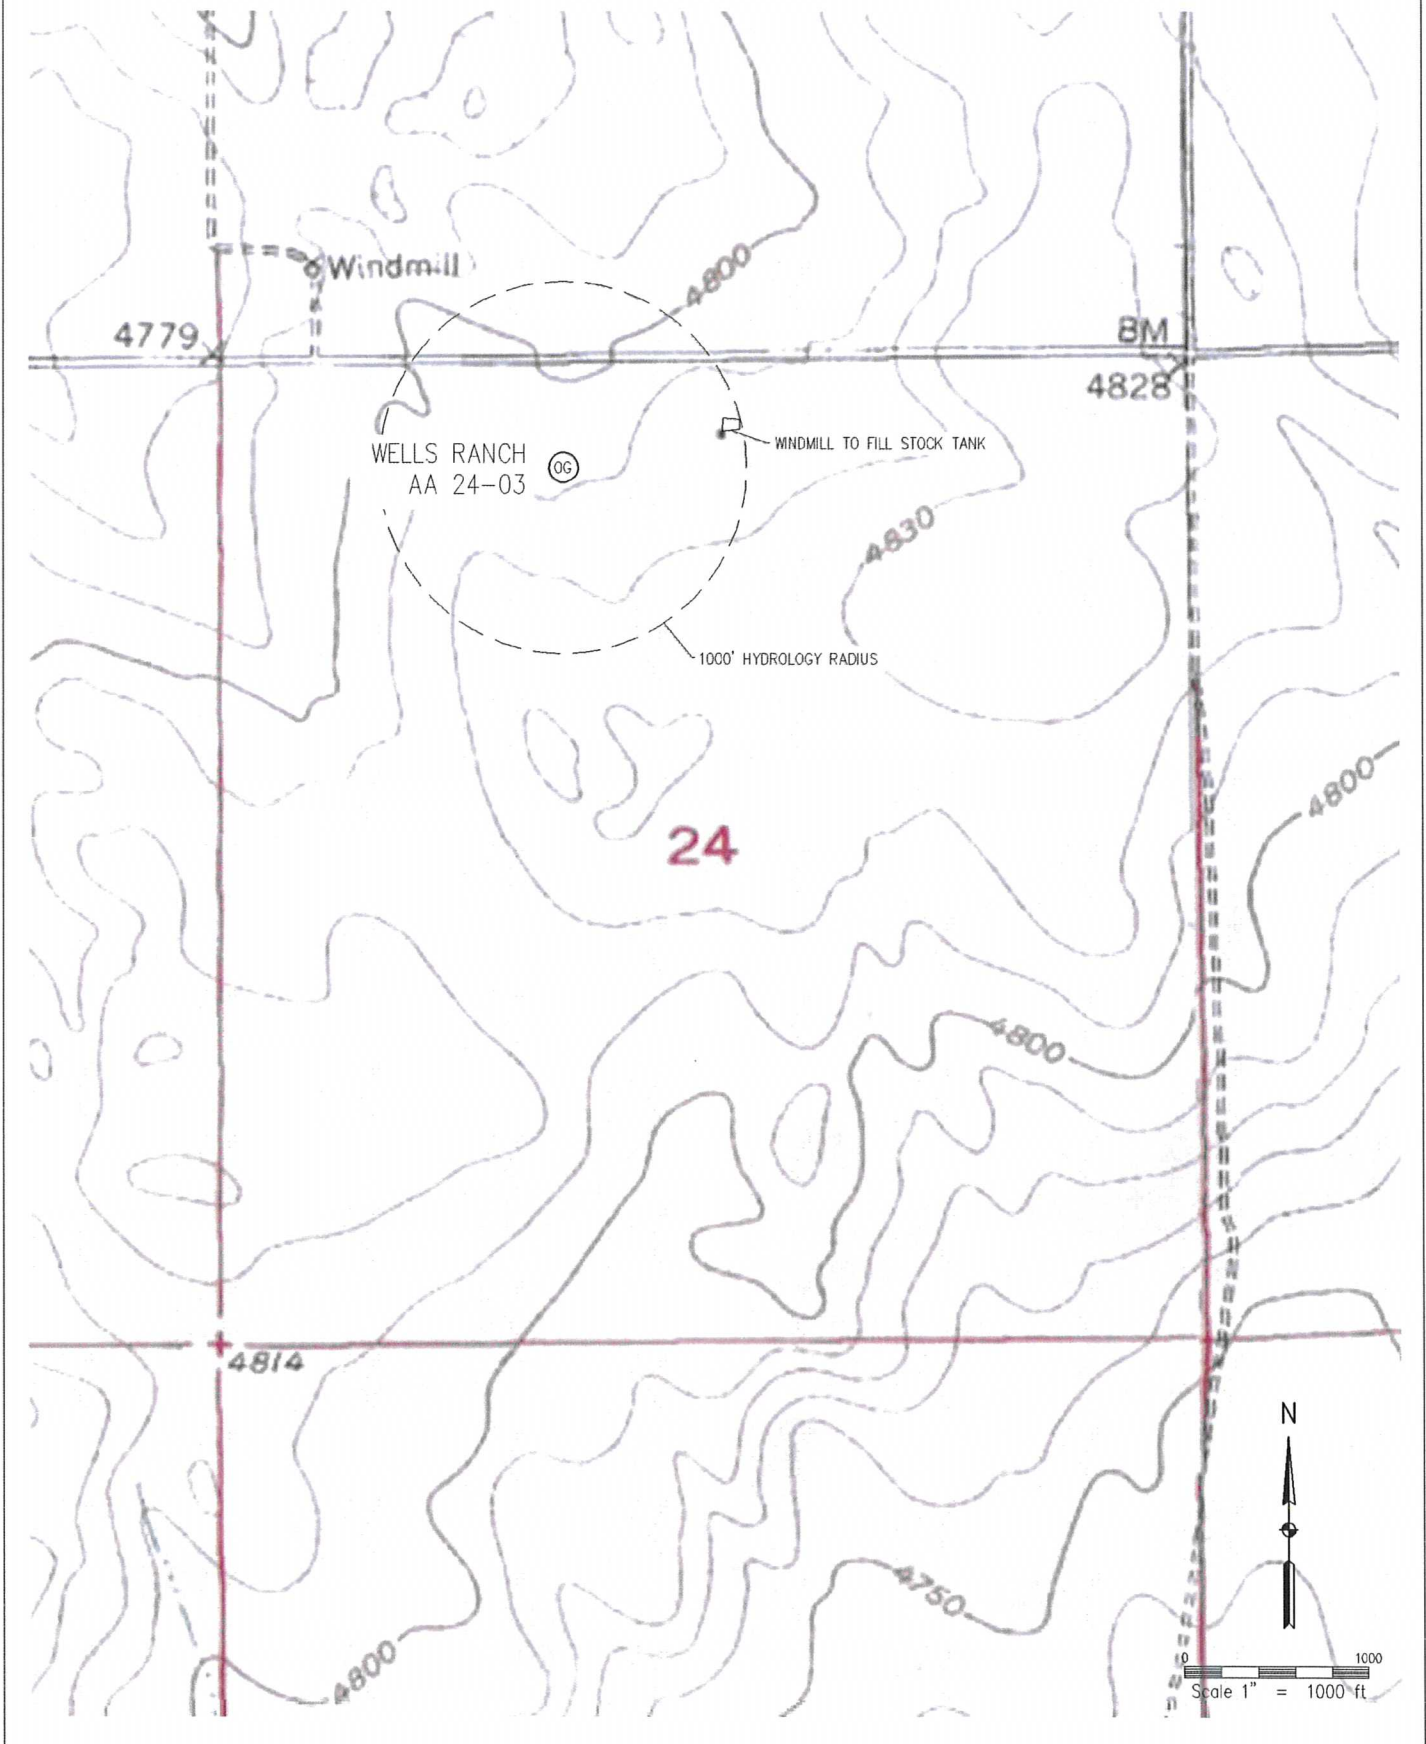 4800
Windmill
4779
BM
4828
WINDMILL TO FILL STOCK TANK
WELLS RANCH
AA 24-03
OG
4830
1000' HYDROLOGY RADIUS
4800
24
4800
4814
N
4750
4800
0 1000
Scale 1" = 1000 ft